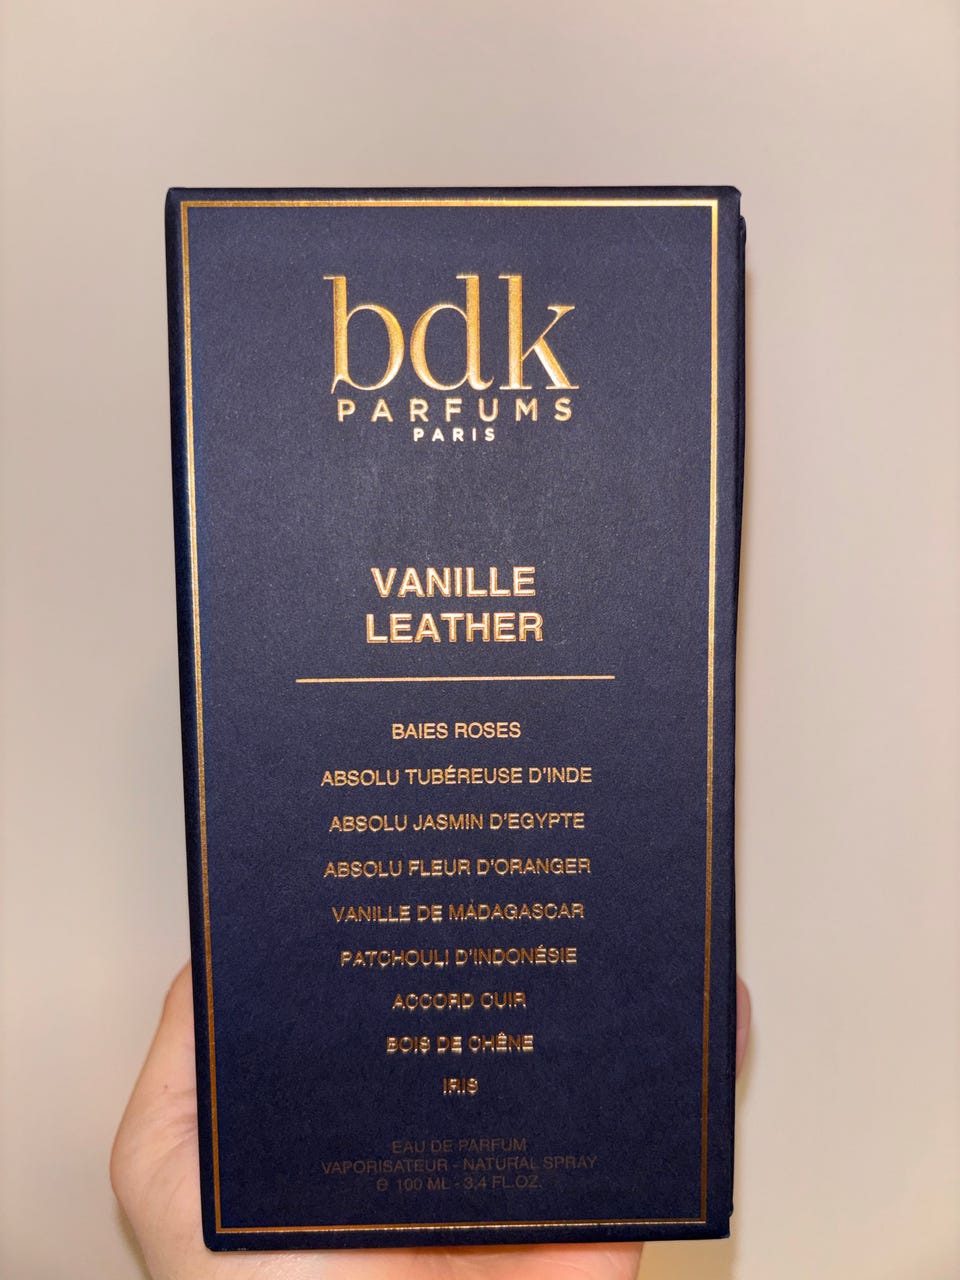 bdk
PARFUMS
PARIS
VANILLE
LEATHER
BAIES ROSES
ABSOLU TUBÉREUSE D'INDE
ABSOLU JASMIN D'EGYPTE
ABSOLU FLEUR D'ORANGER
VANILLE DE MADAGASCAR
PATCHOULI D'INDONÉSIE
ACCORD CUIR
BOIS DE CHÊNE
IRIS
EAU DE PARFUM
VAPORISATEUR - NATURAL SPRAY
℮ 100 ML - 3,4 FL.OZ.